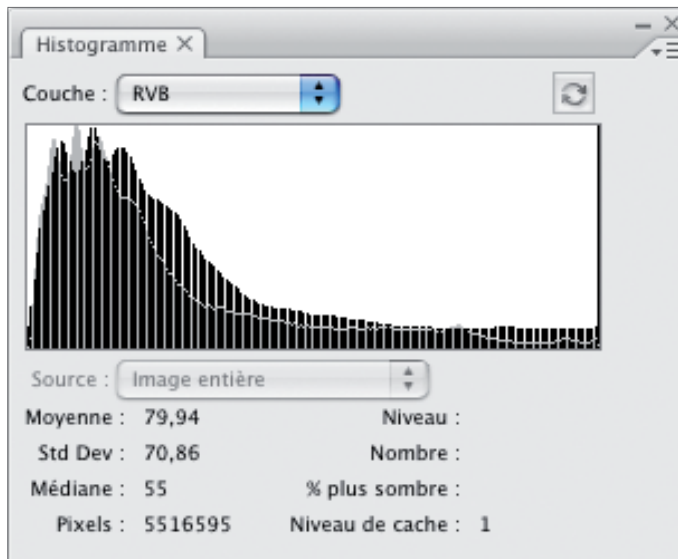 Histogramme
Couche : RVB
Source : Image entière
Moyenne : 79,94 Niveau :
Std Dev : 70,86 Nombre :
Médiane : 55 % plus sombre :
Pixels : 5516595 Niveau de cache : 1